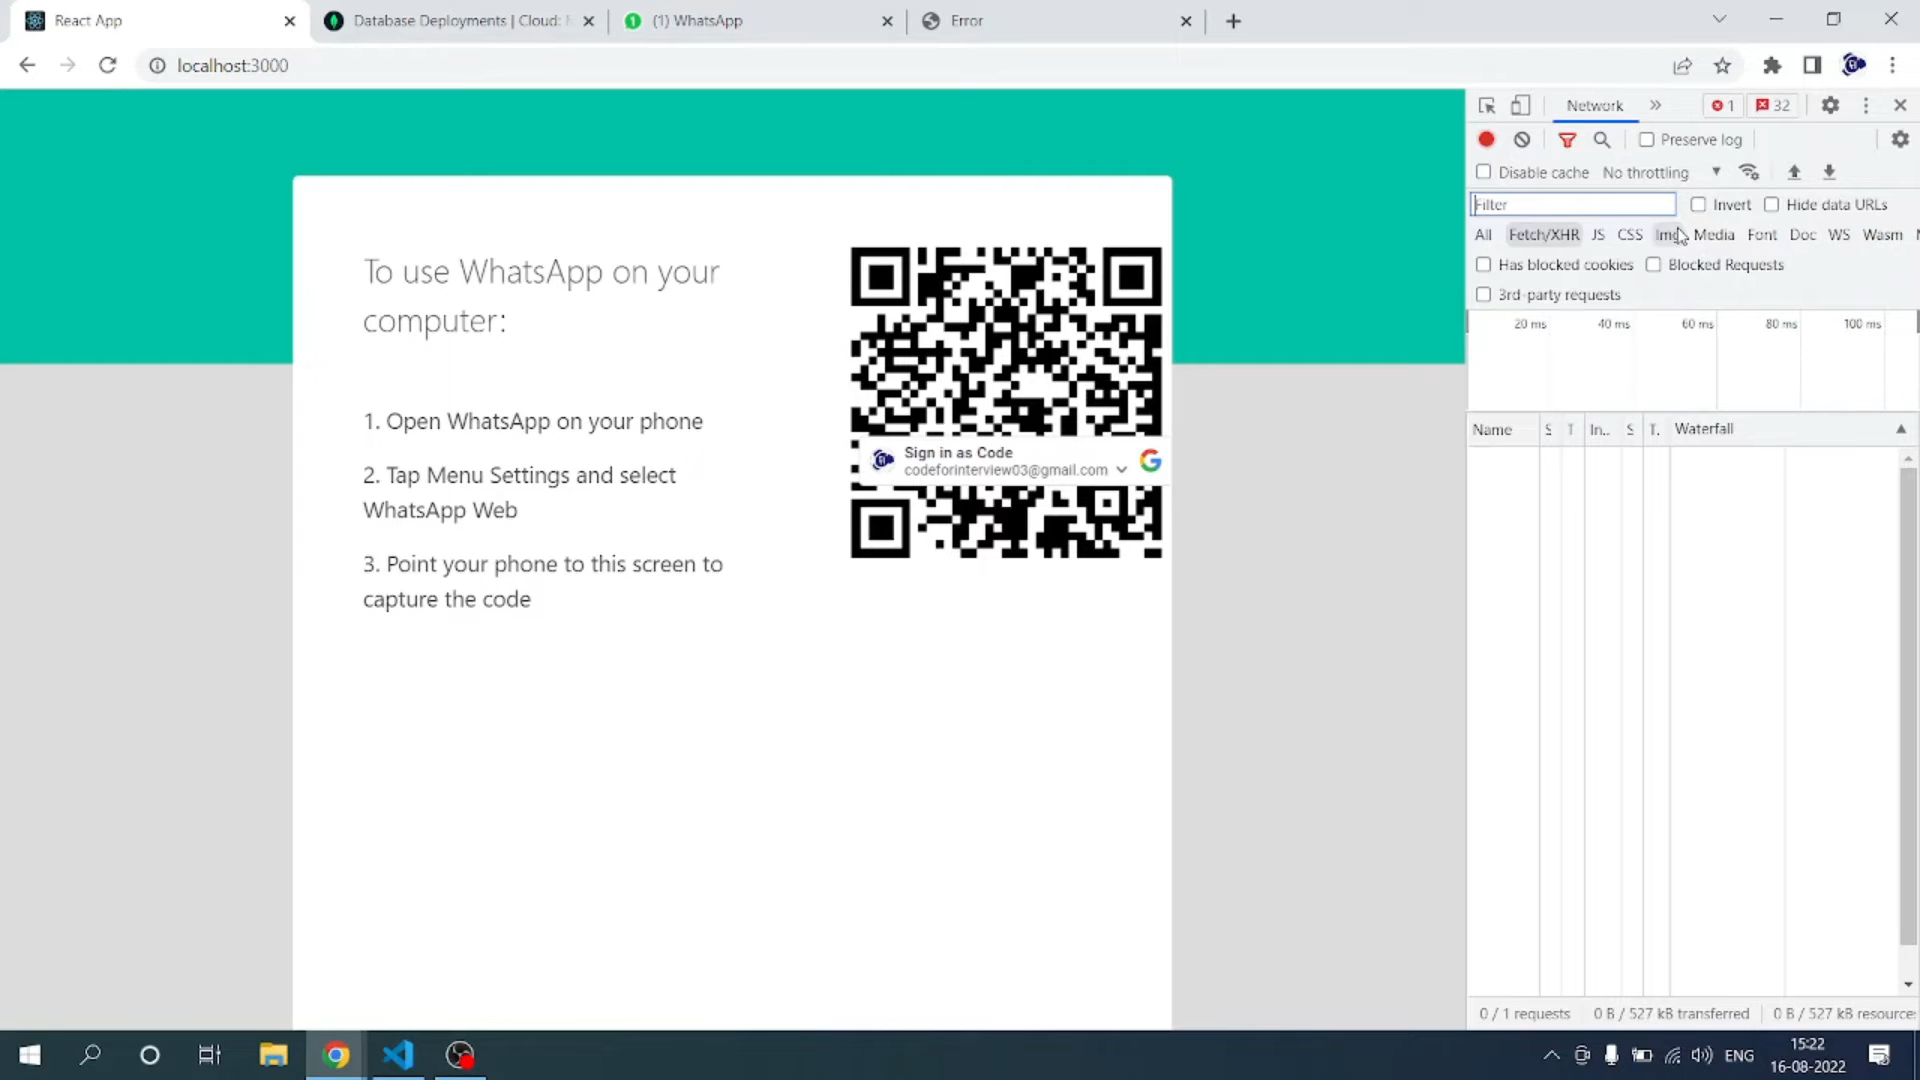 React App
Database Deployments | Cloud:
(1) WhatsApp
Error
localhost:3000
Network
1
32
Preserve log
Disable cache
No throttling
Filter
Invert
Hide data URLs
All
Fetch/XHR
JS
CSS
Img
Media
Font
Doc
WS
Wasm
Has blocked cookies
Blocked Requests
3rd-party requests
20 ms
40 ms
60 ms
80 ms
100 ms
Name
S
T
In..
S
T.
Waterfall
0 / 1 requests
0 B / 527 kB transferred
0 B / 527 kB resource
To use WhatsApp on your
computer:
1. Open WhatsApp on your phone
2. Tap Menu Settings and select
WhatsApp Web
3. Point your phone to this screen to
capture the code
Sign in as Code
codeforinterview03@gmail.com
ENG
15:22
16-08-2022